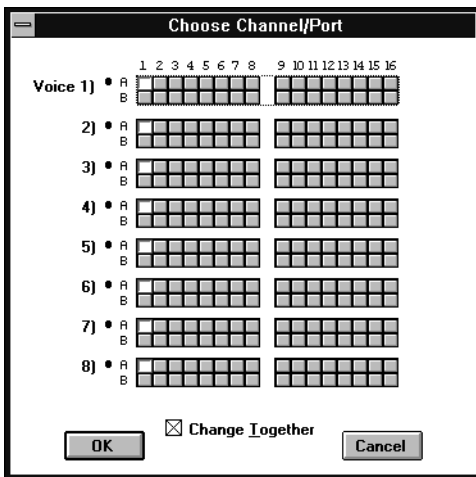 Choose Channel/Port
1 2 3 4 5 6 7 8 9 10 11 12 13 14 15 16
Voice 1) • A
B
2) • A
B
3) • A
B
4) • A
B
5) • A
B
6) • A
B
7) • A
B
8) • A
B
Change Together
OK
Cancel